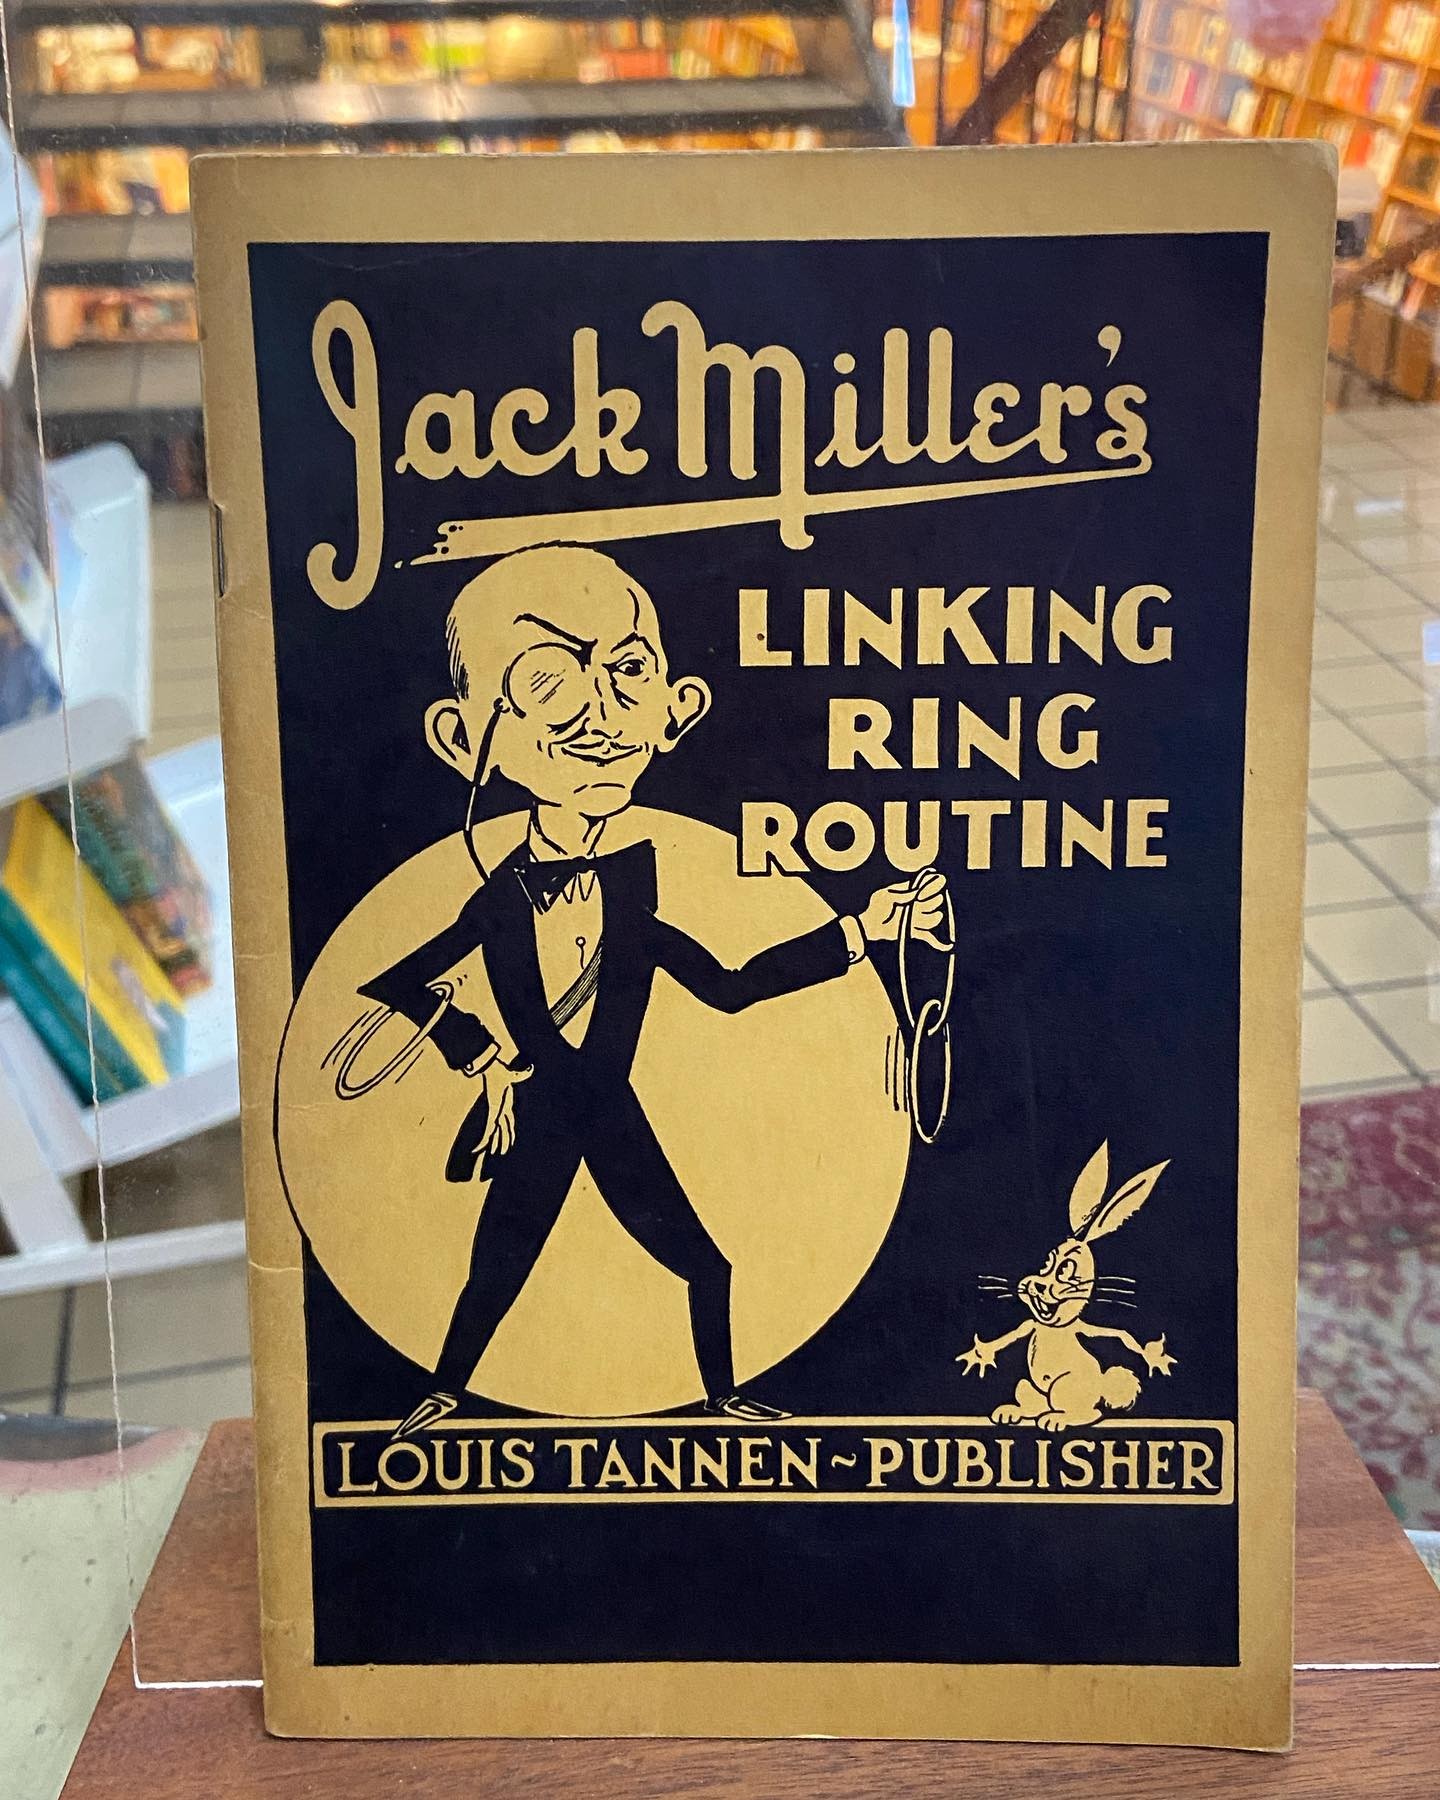 Jack Miller's
LINKING
RING
ROUTINE
LOUIS TANNEN~PUBLISHER